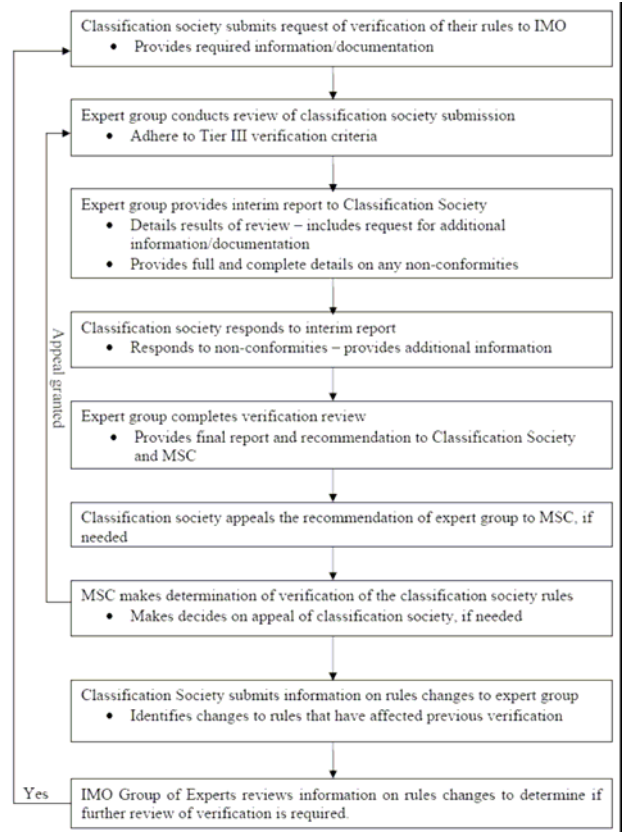 Classification society submits request of verification of their rules to IMO
• Provides required information/documentation
Expert group conducts review of classification society submission
• Adhere to Tier III verification criteria
Expert group provides interim report to Classification Society
• Details results of review – includes request for additional
information/documentation
• Provides full and complete details on any non-conformities
Classification society responds to interim report
• Responds to non-conformities – provides additional information
Appeal granted
Expert group completes verification review
• Provides final report and recommendation to Classification Society
and MSC
Classification society appeals the recommendation of expert group to MSC, if
needed
MSC makes determination of verification of the classification society rules
• Makes decides on appeal of classification society, if needed
Classification Society submits information on rules changes to expert group
• Identifies changes to rules that have affected previous verification
Yes
IMO Group of Experts reviews information on rules changes to determine if
further review of verification is required.